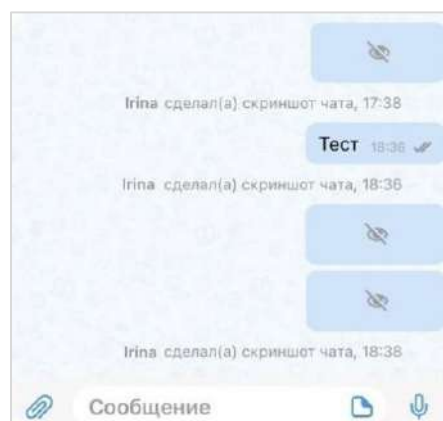 Irina сделал(а) скриншот чата, 17:38
Тест 18:36
Irina сделал(а) скриншот чата, 18:36
Irina сделал(а) скриншот чата, 18:38
Сообщение